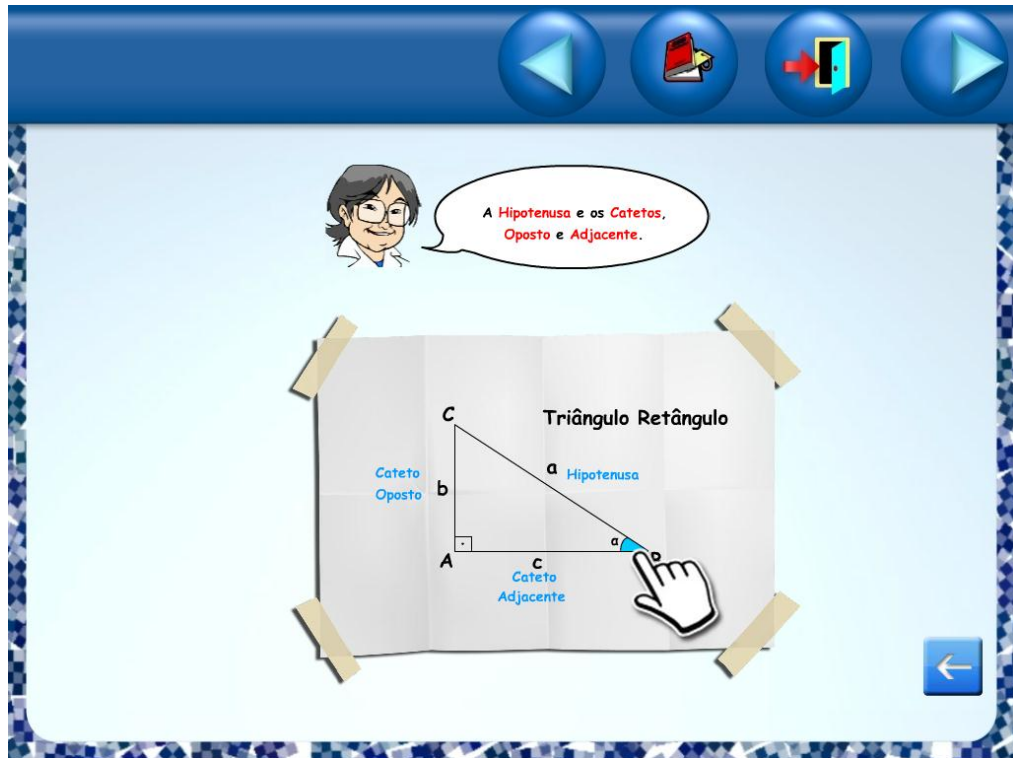 A Hipotenusa e os Catetos,
Oposto e Adjacente.
C
Triângulo Retângulo
Cateto
Oposto
b
a
Hipotenusa
α
A
c
Cateto
Adjacente